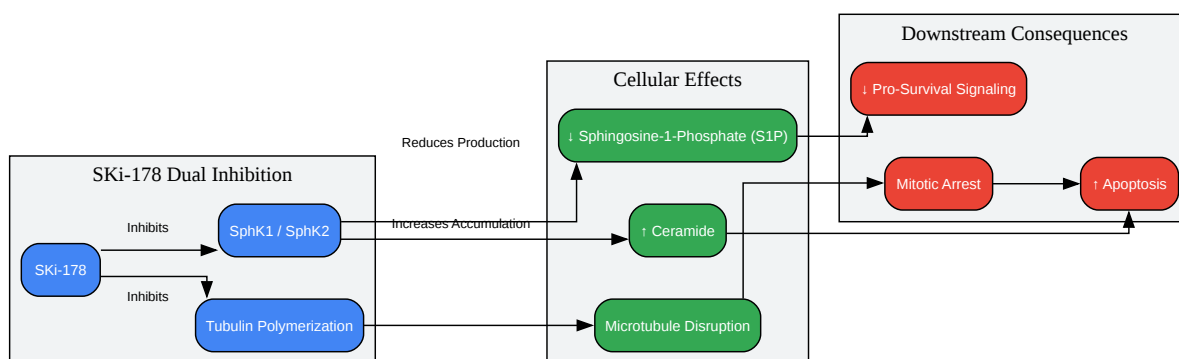 SKi-178 Dual Inhibition
SKi-178
Inhibits
Inhibits
SphK1 / SphK2
Tubulin Polymerization
Reduces Production
Increases Accumulation
Cellular Effects
↓ Sphingosine-1-Phosphate (S1P)
↑ Ceramide
Microtubule Disruption
Downstream Consequences
↓ Pro-Survival Signaling
Mitotic Arrest
↑ Apoptosis